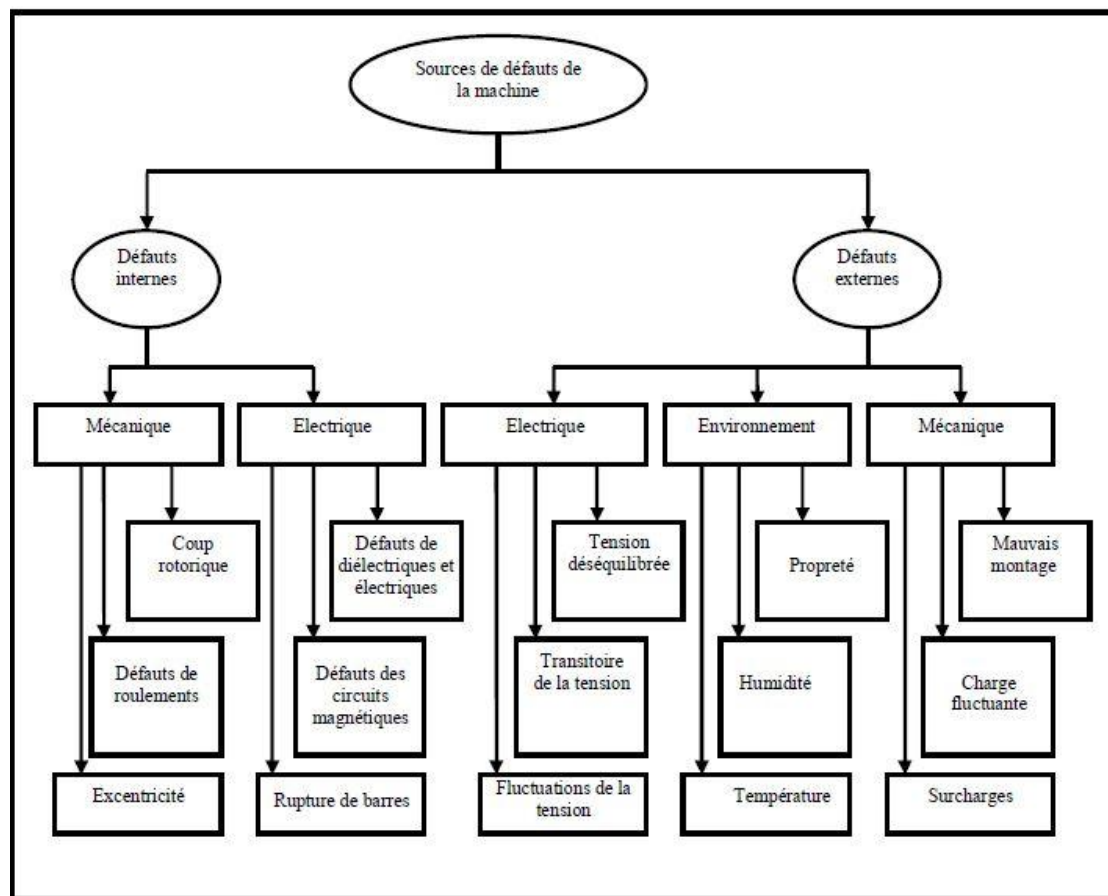 Sources de défauts de
la machine
Défauts
internes
Défauts
externes
Mécanique
Electrique
Electrique
Environnement
Mécanique
Coup
rotorique
Défauts de
diélectriques et
électriques
Tension
déséquilibrée
Propreté
Mauvais
montage
Défauts de
roulements
Défauts des
circuits
magnétiques
Transitoire
de la tension
Humidité
Charge
fluctuante
Excentricité
Rupture de barres
Fluctuations de la
tension
Température
Surcharges